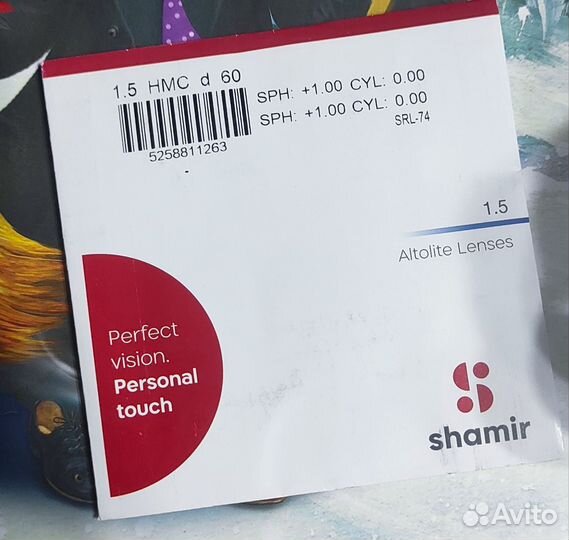 1.5 HMC d 60
SPH: +1.00 CYL: 0.00
SPH: +1.00 CYL: 0.00
SRL-74
5258811263
-
1.5
Altolite Lenses
Perfect
vision.
Personal
touch
shamir
Avito